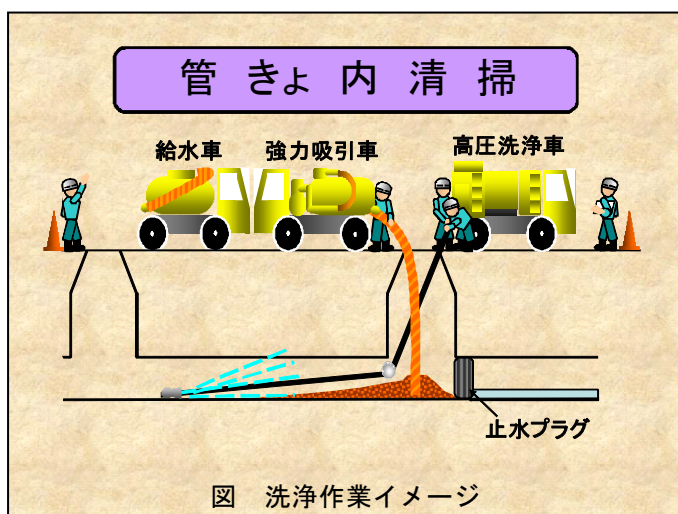 管きょ内清掃
給水車
強力吸引車
高圧洗浄車
止水プラグ
図 洗浄作業イメージ